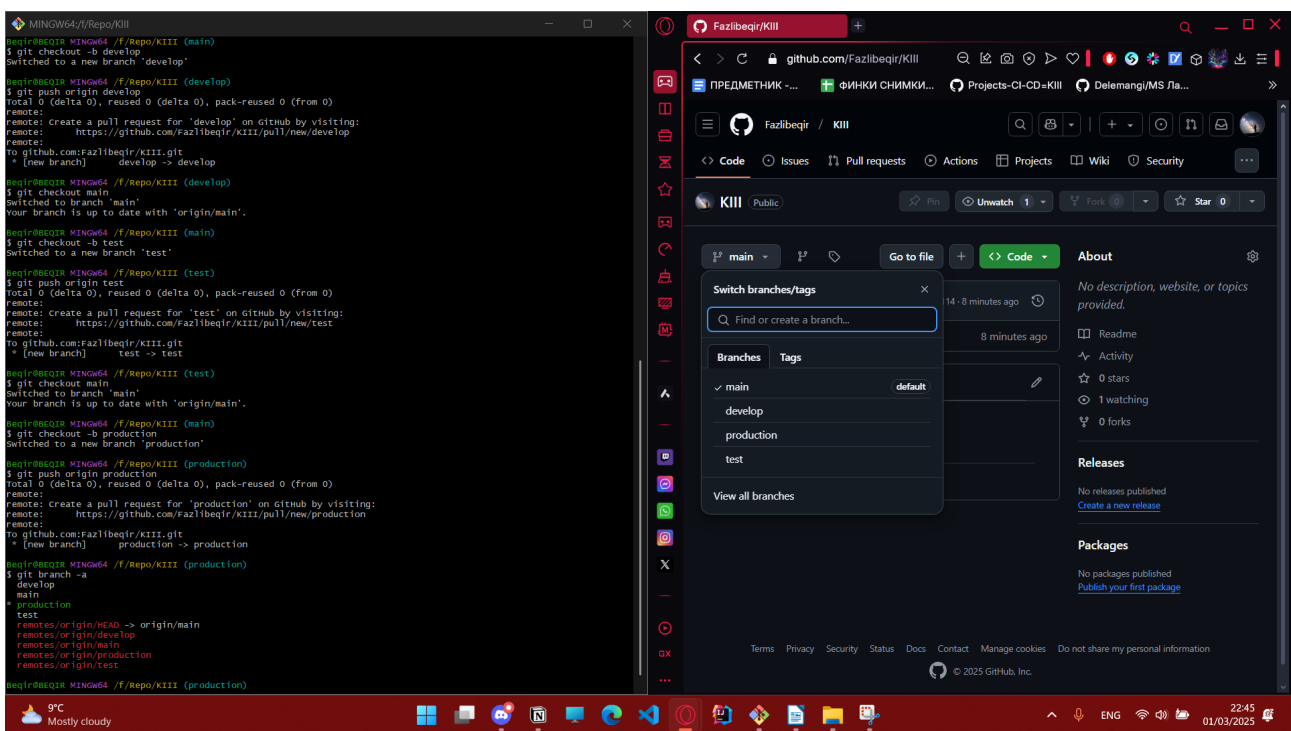 MINGW64:/f/Repo/KIII
Beqir@BEQIR MINGW64 /f/Repo/KIII (main)
$ git checkout -b develop
Switched to a new branch 'develop'
Beqir@BEQIR MINGW64 /f/Repo/KIII (develop)
$ git push origin develop
Total 0 (delta 0), reused 0 (delta 0), pack-reused 0 (from 0)
remote:
remote: Create a pull request for 'develop' on GitHub by visiting:
remote:      https://github.com/Fazlibeqir/KIII/pull/new/develop
remote:
To github.com:Fazlibeqir/KIII.git
 * [new branch]      develop -> develop
Beqir@BEQIR MINGW64 /f/Repo/KIII (develop)
$ git checkout main
Switched to branch 'main'
Your branch is up to date with 'origin/main'.
Beqir@BEQIR MINGW64 /f/Repo/KIII (main)
$ git checkout -b test
Switched to a new branch 'test'
Beqir@BEQIR MINGW64 /f/Repo/KIII (test)
$ git push origin test
Total 0 (delta 0), reused 0 (delta 0), pack-reused 0 (from 0)
remote:
remote: Create a pull request for 'test' on GitHub by visiting:
remote:      https://github.com/Fazlibeqir/KIII/pull/new/test
remote:
To github.com:Fazlibeqir/KIII.git
 * [new branch]      test -> test
Beqir@BEQIR MINGW64 /f/Repo/KIII (test)
$ git checkout main
Switched to branch 'main'
Your branch is up to date with 'origin/main'.
Beqir@BEQIR MINGW64 /f/Repo/KIII (main)
$ git checkout -b production
Switched to a new branch 'production'
Beqir@BEQIR MINGW64 /f/Repo/KIII (production)
$ git push origin production
Total 0 (delta 0), reused 0 (delta 0), pack-reused 0 (from 0)
remote:
remote: Create a pull request for 'production' on GitHub by visiting:
remote:      https://github.com/Fazlibeqir/KIII/pull/new/production
remote:
To github.com:Fazlibeqir/KIII.git
 * [new branch]      production -> production
Beqir@BEQIR MINGW64 /f/Repo/KIII (production)
$ git branch -a
  develop
  main
* production
  test
  remotes/origin/HEAD -> origin/main
  remotes/origin/develop
  remotes/origin/main
  remotes/origin/production
  remotes/origin/test
Beqir@BEQIR MINGW64 /f/Repo/KIII (production)
Fazlibeqir/KIII
github.com/Fazlibeqir/KIII
ПРЕДМЕТНИК -... ФИНКИ СНИМКИ... Projects-CI-CD=KIII Delemangi/MS Ла... »
Fazlibeqir / KIII
Code Issues Pull requests Actions Projects Wiki Security
KIII Public Pin Unwatch 1 Fork 0 Star 0
main Go to file Code
Switch branches/tags
Find or create a branch...
Branches Tags
main default
develop
production
test
View all branches
8 minutes ago
8 minutes ago
About
No description, website, or topics
provided.
Readme
Activity
0 stars
1 watching
0 forks
Releases
No releases published
Create a new release
Packages
No packages published
Publish your first package
Terms Privacy Security Status Docs Contact Manage cookies Do not share my personal information
© 2025 GitHub, Inc.
GX
9°C
Mostly cloudy
ENG
22:45
01/03/2025